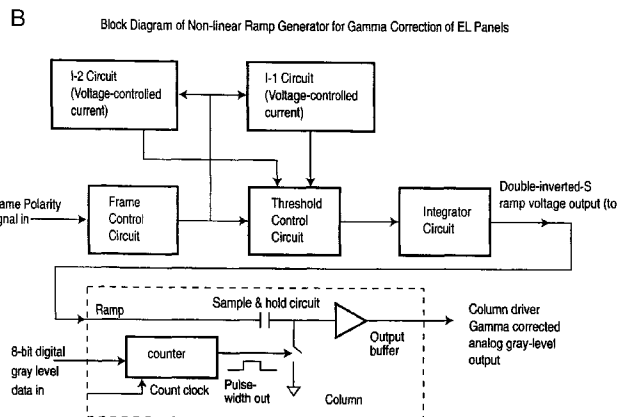 B
Block Diagram of Non-linear Ramp Generator for Gamma Correction of EL Panels
I-2 Circuit
(Voltage-controlled
current)
I-1 Circuit
(Voltage-controlled
current)
ame Polarity
gnal in
Frame
Control
Circuit
Threshold
Control
Circuit
Integrator
Circuit
Double-inverted-S
ramp voltage output (to
Ramp
Sample & hold circuit
Output
buffer
Column driver
Gamma corrected
analog gray-level
output
8-bit digital
gray level
data in
counter
Count clock
Pulse-
width out
Column